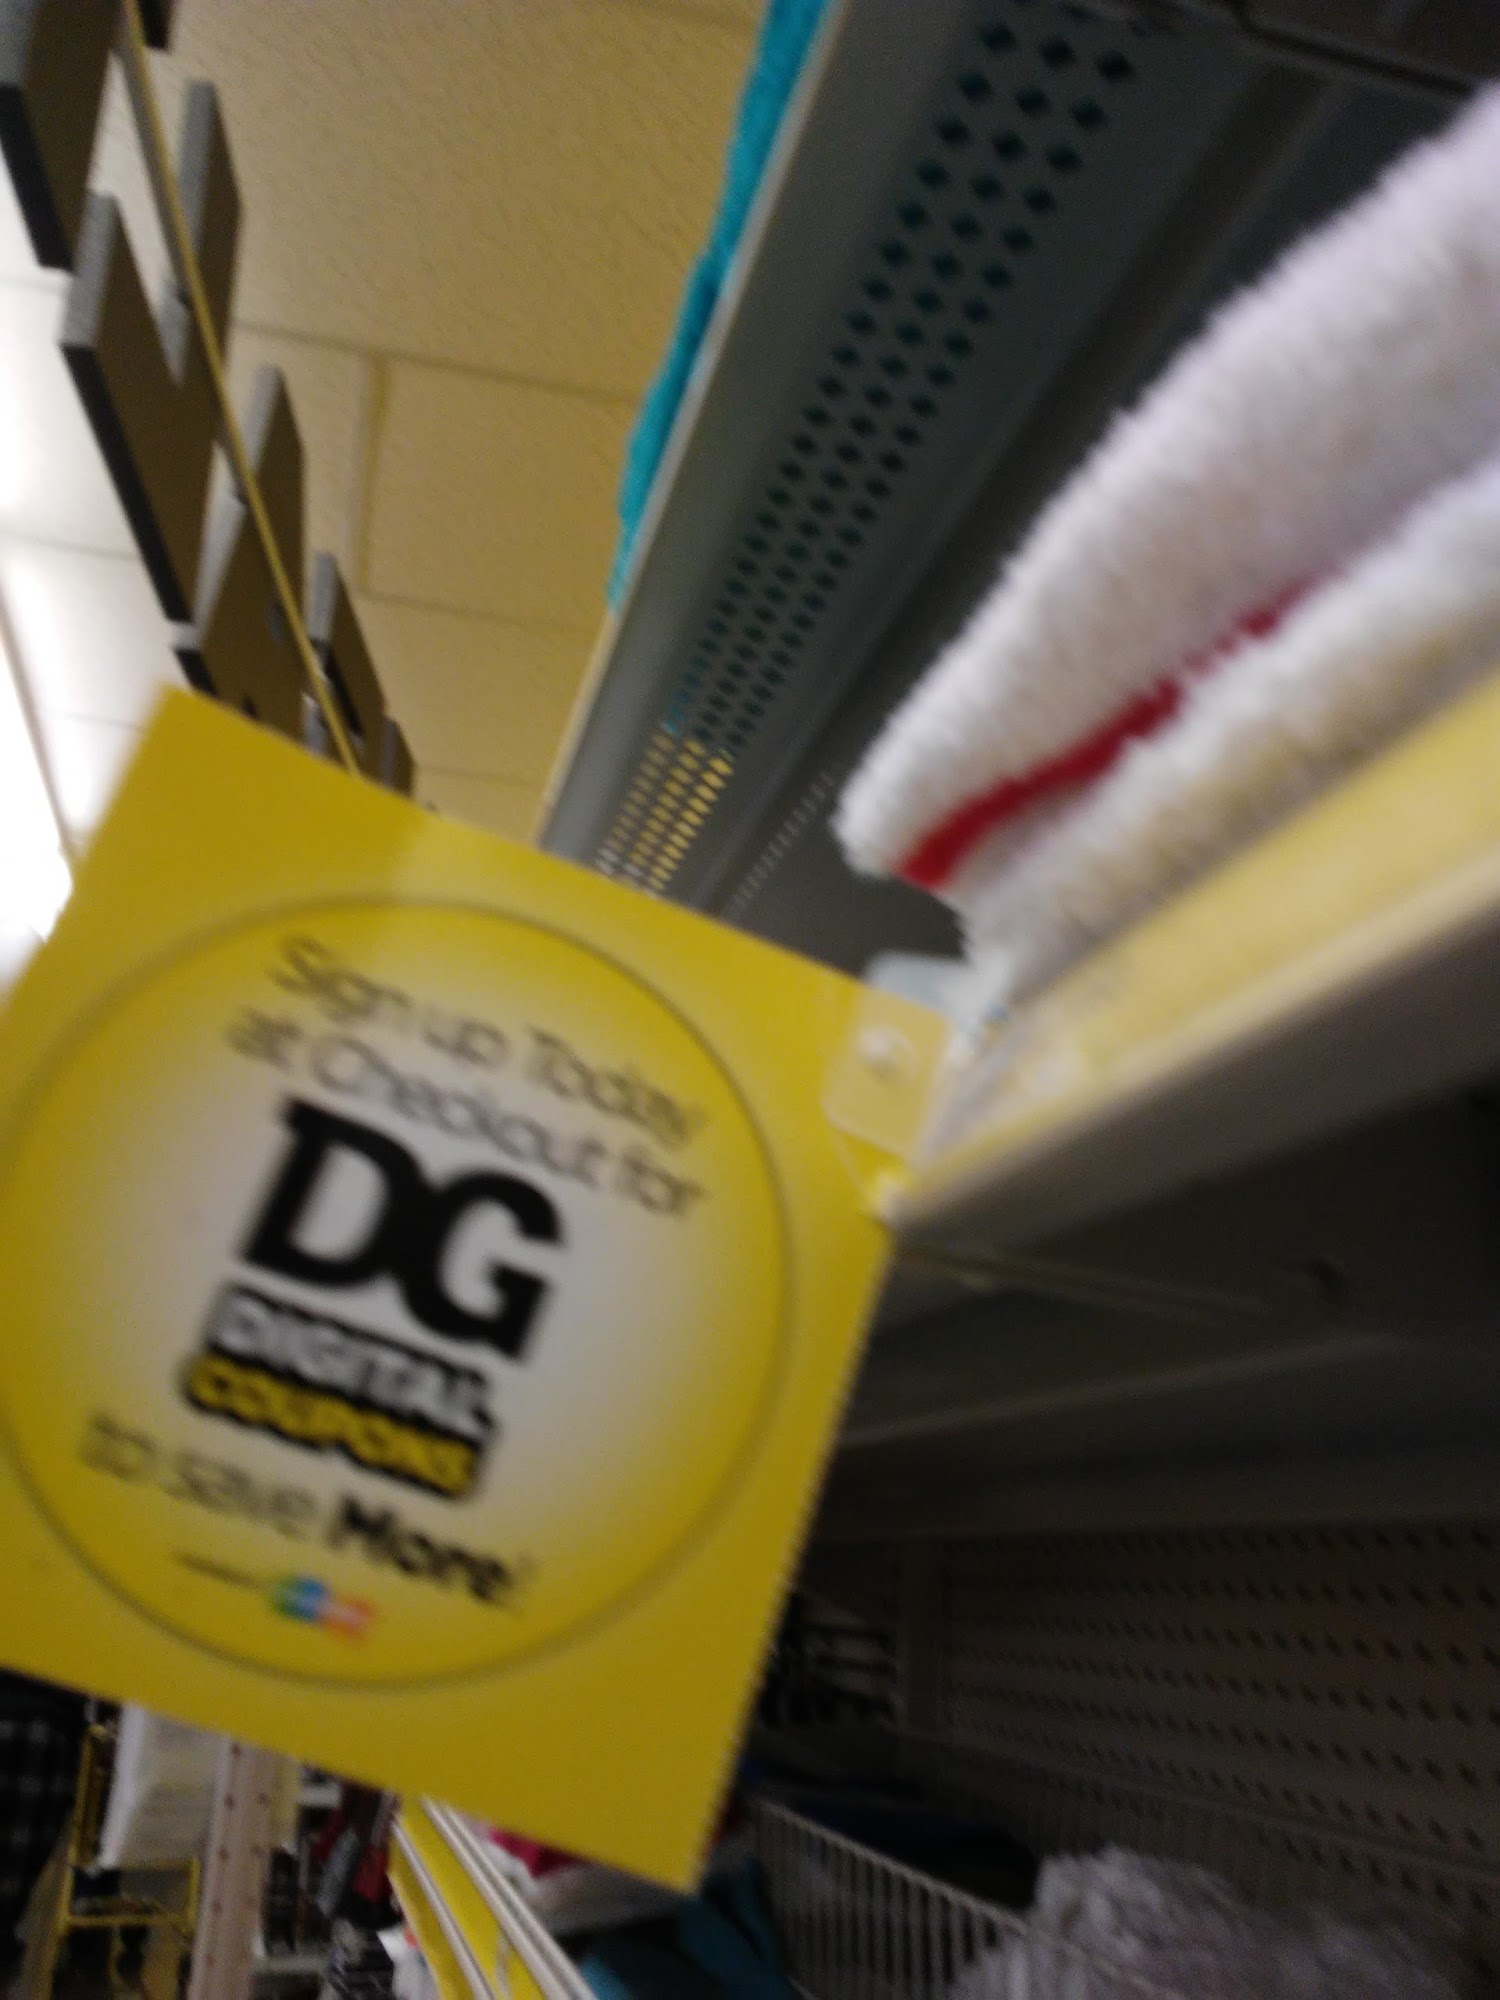 Sign up Today
at Checkout for
DG
DIGITAL
COUPONS
to save More